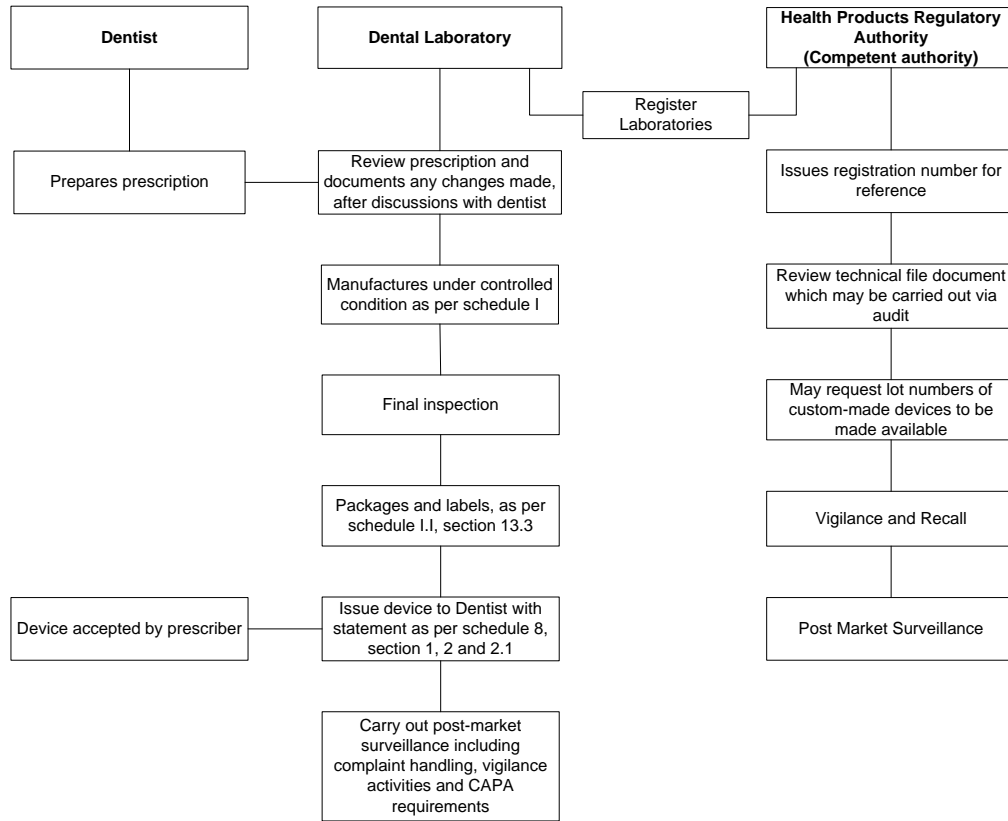 Dentist
Dental Laboratory
Health Products Regulatory
Authority
(Competent authority)
Register
Laboratories
Prepares prescription
Review prescription and
documents any changes made,
after discussions with dentist
Issues registration number for
reference
Manufactures under controlled
condition as per schedule I
Review technical file document
which may be carried out via
audit
Final inspection
May request lot numbers of
custom-made devices to be
made available
Packages and labels, as per
schedule I.I, section 13.3
Vigilance and Recall
Device accepted by prescriber
Issue device to Dentist with
statement as per schedule 8,
section 1, 2 and 2.1
Post Market Surveillance
Carry out post-market
surveillance including
complaint handling, vigilance
activities and CAPA
requirements